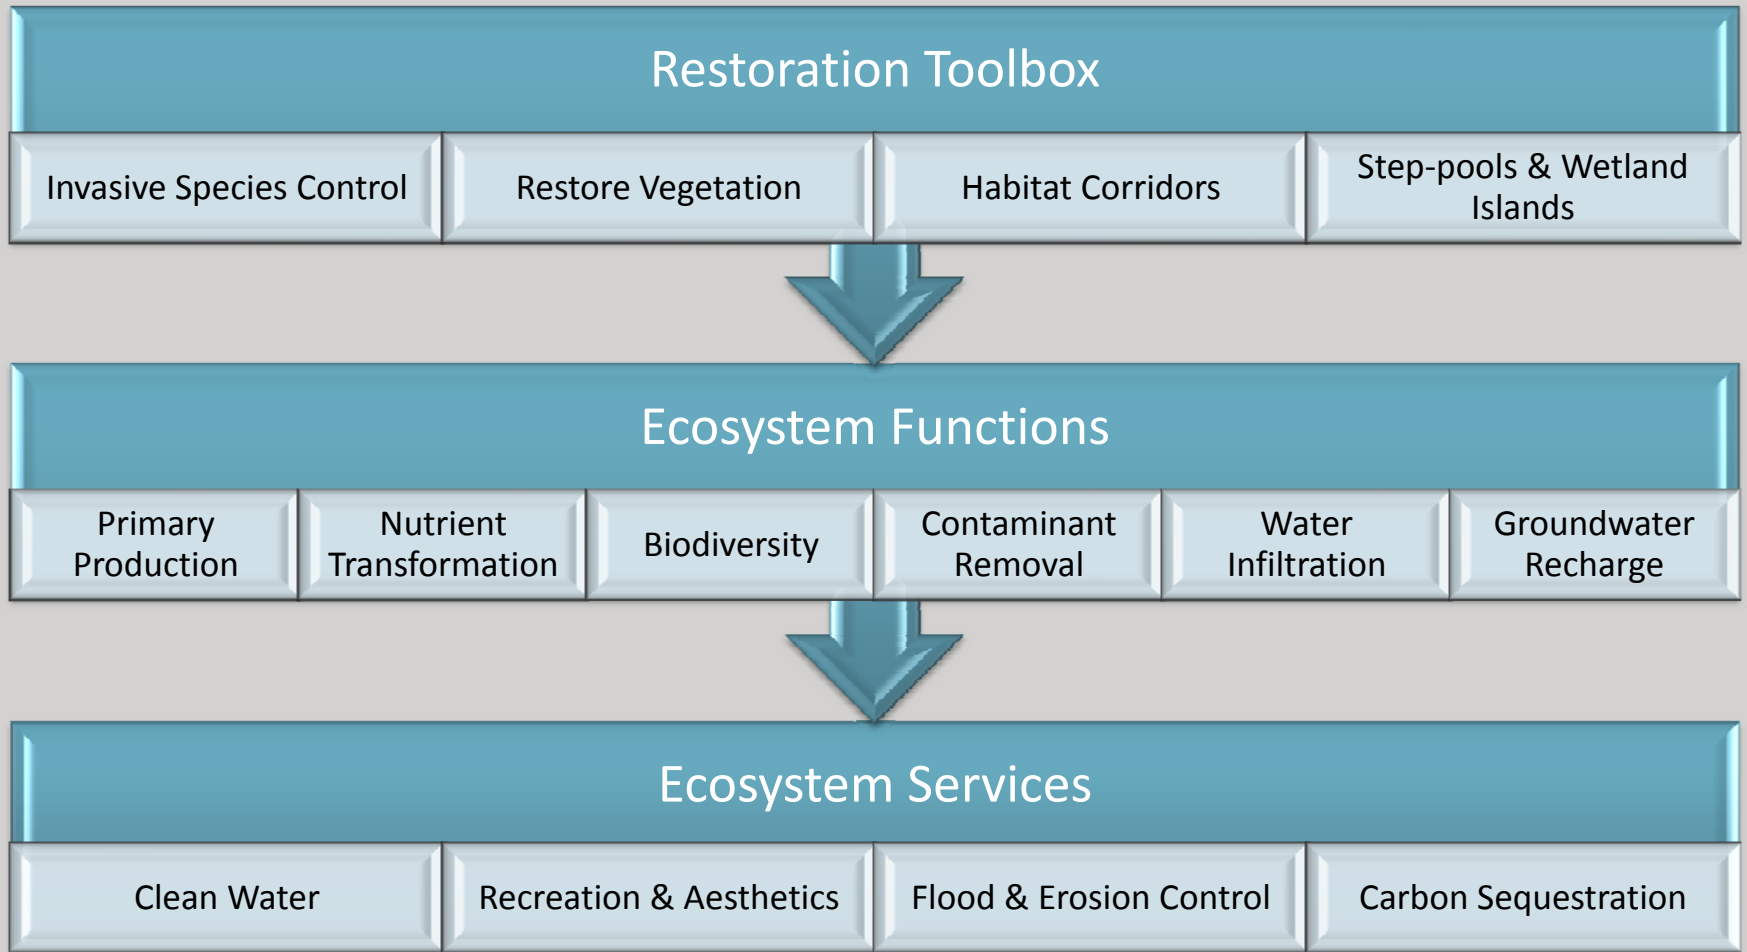 Restoration Toolbox
Invasive Species Control
Restore Vegetation
Habitat Corridors
Step-pools & Wetland
Islands
Ecosystem Functions
Primary
Production
Nutrient
Transformation
Biodiversity
Contaminant
Removal
Water
Infiltration
Groundwater
Recharge
Ecosystem Services
Clean Water
Recreation & Aesthetics
Flood & Erosion Control
Carbon Sequestration